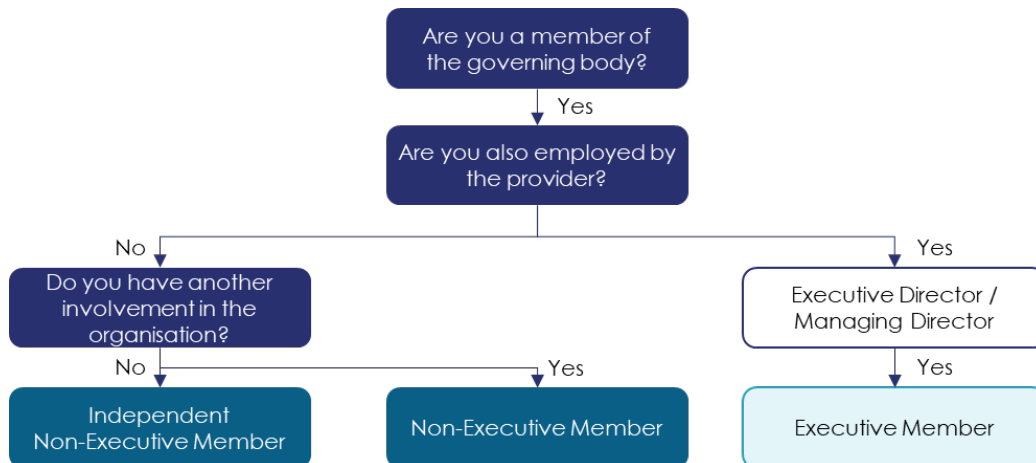 Are you a member of
the governing body?
Yes
Are you also employed by
the provider?
No
Yes
Do you have another
involvement in the
organisation?
Executive Director /
Managing Director
No
Yes
Yes
Independent
Non-Executive Member
Non-Executive Member
Executive Member